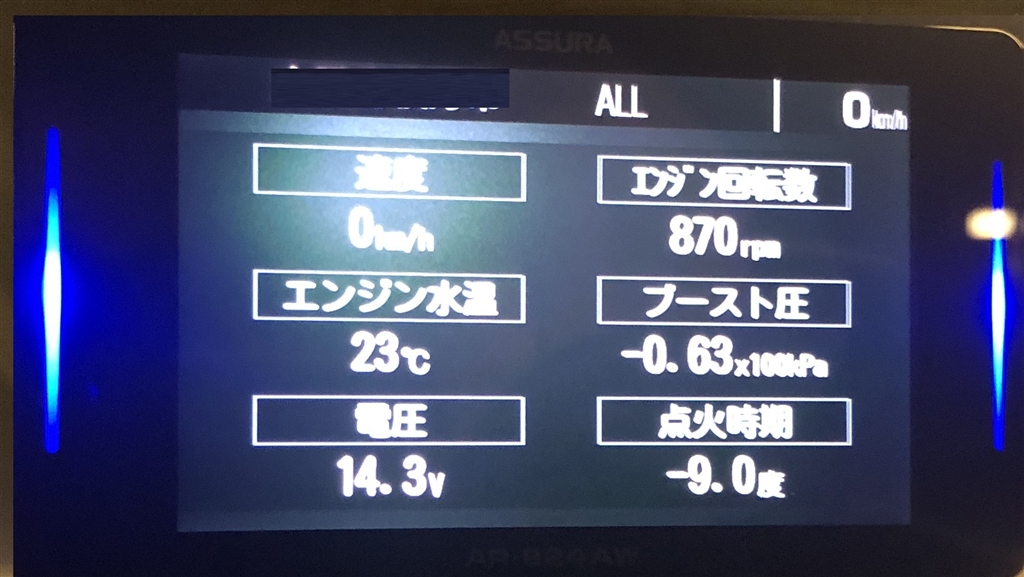 ASSURA
ALL
0km/h
速度
エンジン回転数
0km/h
870rpm
エンジン水温
ブースト圧
23℃
-0.63x100kPa
電圧
点火時期
14.3V
-9.0度
AR-824AW